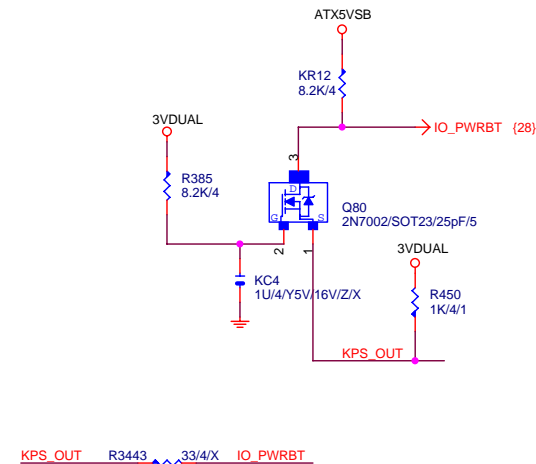 ATX5VSB
KR12
8.2K/4
3VDUAL
IO_PWRBT {28}
R385
8.2K/4
3
D
G
S
Q80
2N7002/SOT23/25pF/5
2
1
3VDUAL
KC4
1U/4/Y5V/16V/Z/X
R450
1K/4/1
KPS_OUT
KPS_OUT R3443 33/4/X IO_PWRBT